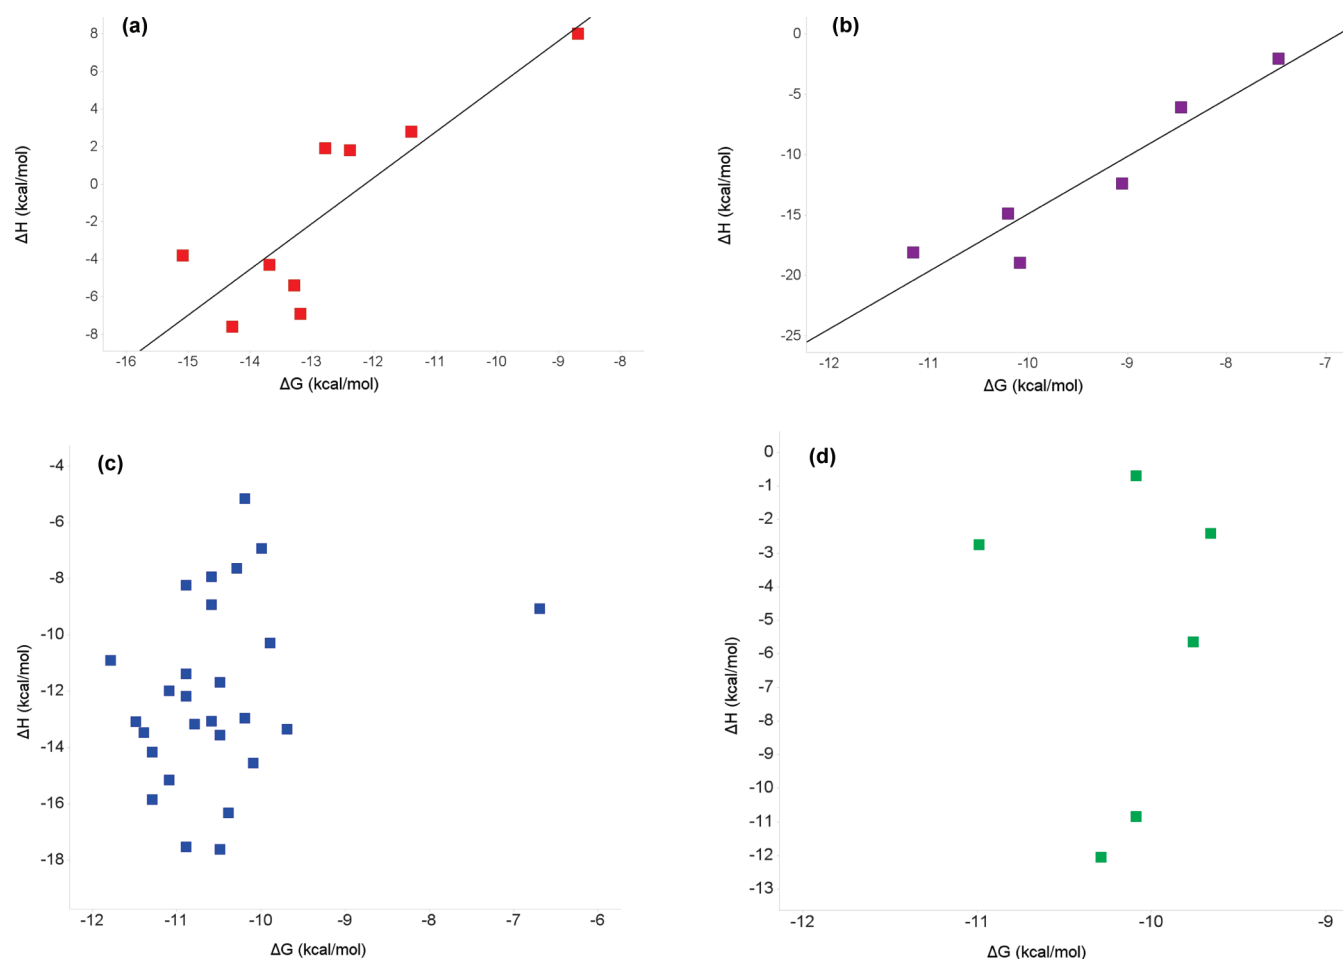 (a)
8
6
4
2
0
-2
-4
-6
-8
ΔH (kcal/mol)
-16 -15 -14 -13 -12 -11 -10 -9 -8
ΔG (kcal/mol)
(b)
0
-5
-10
-15
-20
-25
ΔH (kcal/mol)
-12 -11 -10 -9 -8 -7
ΔG (kcal/mol)
(c)
-4
-6
-8
-10
-12
-14
-16
-18
ΔH (kcal/mol)
-12 -11 -10 -9 -8 -7 -6
ΔG (kcal/mol)
(d)
0
-1
-2
-3
-4
-5
-6
-7
-8
-9
-10
-11
-12
-13
ΔH (kcal/mol)
-12 -11 -10 -9
ΔG (kcal/mol)